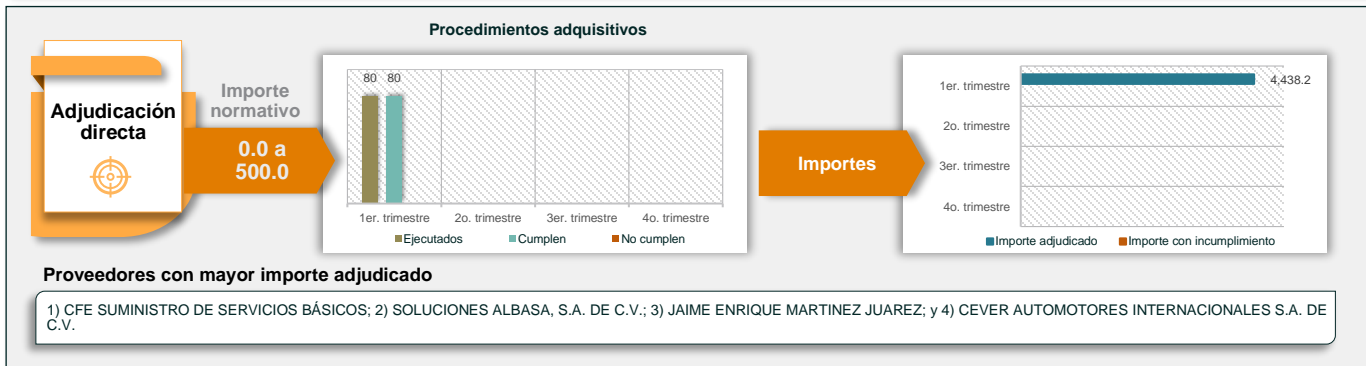 Procedimientos adquisitivos
Adjudicación
directa
Importe
normativo
0.0 a
500.0
80 80
1er. trimestre 2o. trimestre 3er. trimestre 4o. trimestre
Ejecutados Cumplen No cumplen
Importes
1er. trimestre 4,438.2
2o. trimestre
3er. trimestre
4o. trimestre
Importe adjudicado Importe con incumplimiento
Proveedores con mayor importe adjudicado
1) CFE SUMINISTRO DE SERVICIOS BÁSICOS; 2) SOLUCIONES ALBASA, S.A. DE C.V.; 3) JAIME ENRIQUE MARTINEZ JUAREZ; y 4) CEVER AUTOMOTORES INTERNACIONALES S.A. DE
C.V.